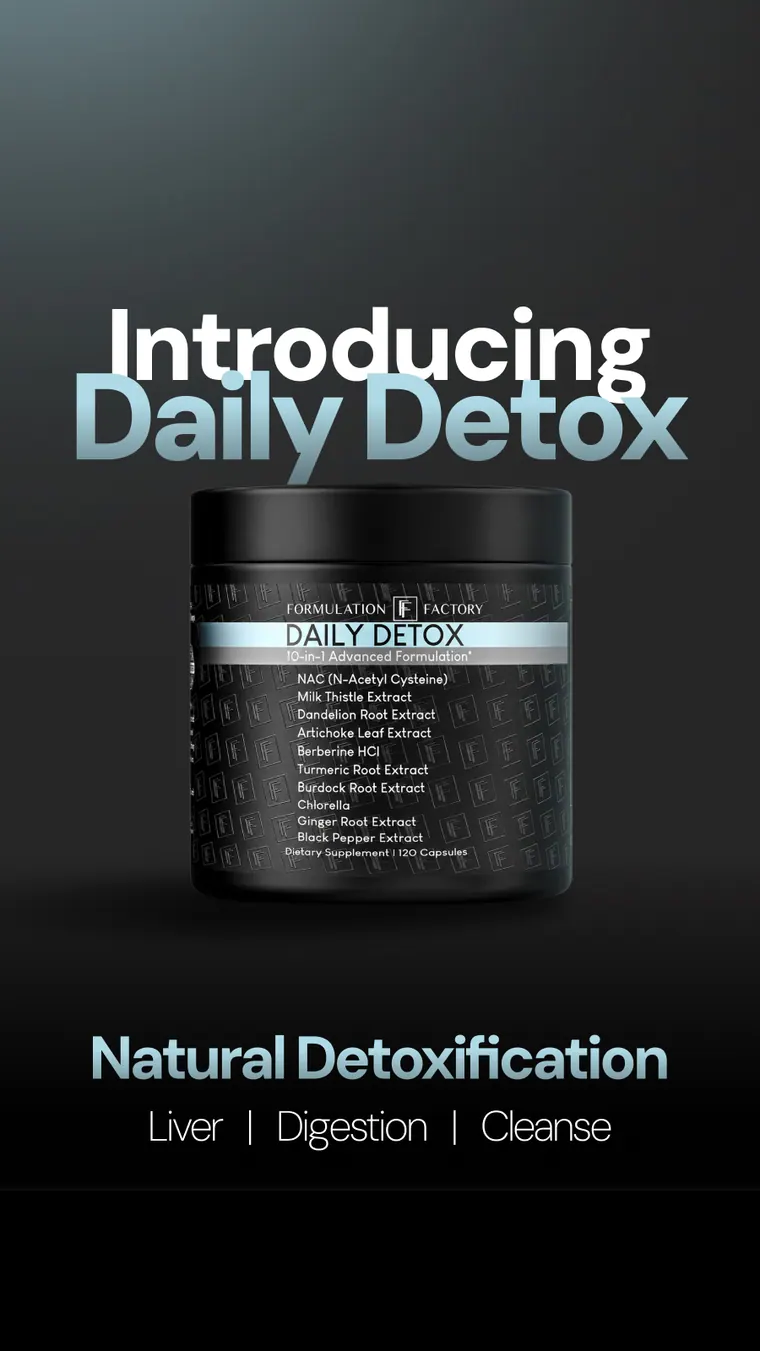 Introducing
Daily Detox
FORMULATION FF FACTORY
DAILY DETOX
10-in-1 Advanced Formulation*
NAC (N-Acetyl Cysteine)
Milk Thistle Extract
Dandelion Root Extract
Artichoke Leaf Extract
Berberine HCl
Turmeric Root Extract
Burdock Root Extract
Chlorella
Ginger Root Extract
Black Pepper Extract
Dietary Supplement | 120 Capsules
Natural Detoxification
Liver | Digestion | Cleanse